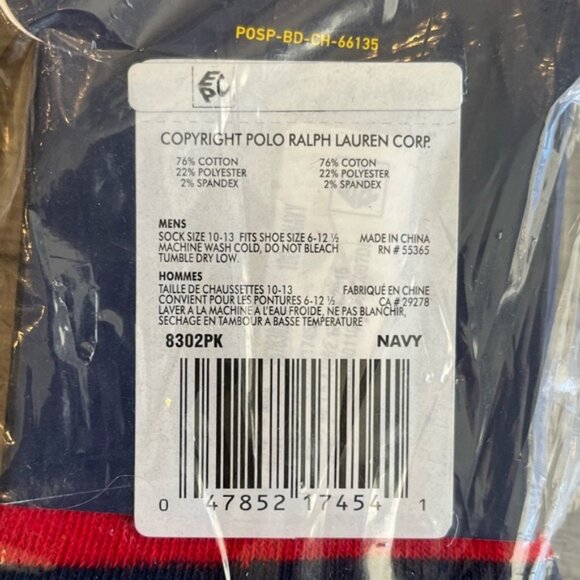 POSP-BD-CH-66135
COPYRIGHT POLO RALPH LAUREN CORP.
76% COTTON 76% COTON
22% POLYESTER 22% POLYESTER
2% SPANDEX 2% SPANDEX
MENS
SOCK SIZE 10-13 FITS SHOE SIZE 6-12 ½ MADE IN CHINA
MACHINE WASH COLD, DO NOT BLEACH RN # 55365
TUMBLE DRY LOW.
HOMMES
TAILLE DE CHAUSSETTES 10-13 FABRIQUÉ EN CHINE
CONVIENT POUR LES PONTURES 6-12 ½ CA # 29278
LAVER A LA MACHINE A L'EAU FROIDE, NE PAS BLANCHIR,
SECHAGE EN TAMBOUR A BASSE TEMPERATURE
8302PK NAVY
0 47852 17454 1